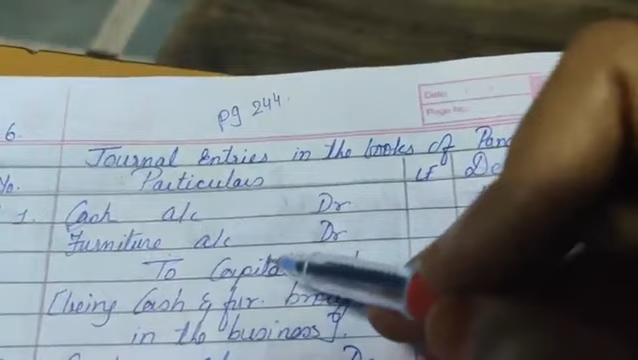 pg 244.
Date:
Page No:
6.
Journal Entries in the books of
No. Particulars LF
1. Cash a/c Dr
Furniture a/c Dr
To
[being Cash & fur.
in the business].